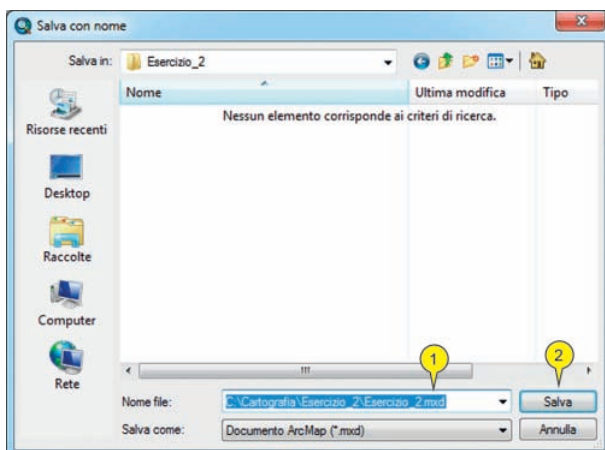 Salva con nome
Salva in: Esercizio_2
Nome Ultima modifica Tipo
Nessun elemento corrisponde ai criteri di ricerca.
Risorse recenti
Desktop
Raccolte
Computer
Rete
1
2
Nome file: C:\Cartografia\Esercizio_2\Esercizio_2.mxd Salva
Salva come: Documento ArcMap (*.mxd) Annulla